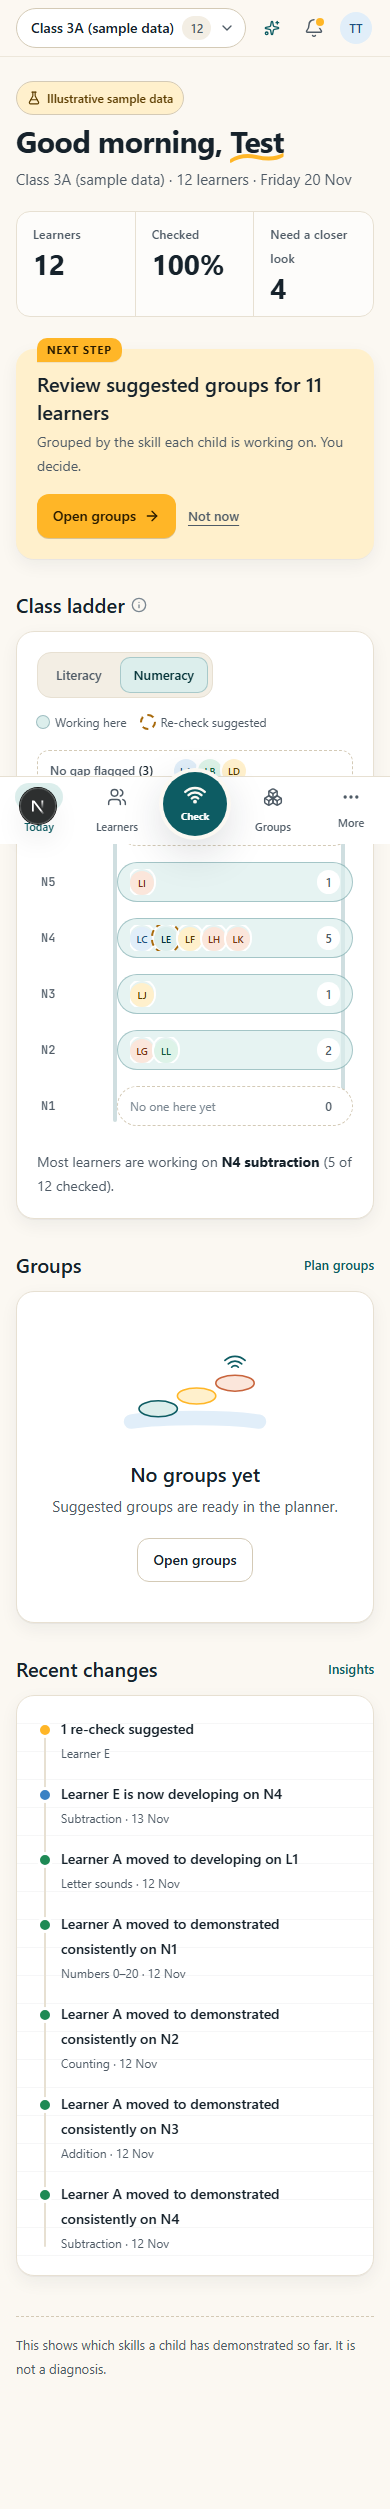 Class 3A (sample data) 12
TT
Illustrative sample data
Good morning, Test
Class 3A (sample data) · 12 learners · Friday 20 Nov
Learners
12
Checked
100%
Need a closer
look
4
NEXT STEP
Review suggested groups for 11
learners
Grouped by the skill each child is working on. You
decide.
Open groups
Not now
Class ladder
Literacy
Numeracy
Working here
Re-check suggested
No gap flagged (3)
LD
N
Today
Learners
Check
Groups
More
N5
LI
1
N4
LC LE LF LH LK
5
N3
LJ
1
N2
LG LL
2
N1
No one here yet
0
Most learners are working on N4 subtraction (5 of
12 checked).
Groups
Plan groups
No groups yet
Suggested groups are ready in the planner.
Open groups
Recent changes
Insights
1 re-check suggested
Learner E
Learner E is now developing on N4
Subtraction · 13 Nov
Learner A moved to developing on L1
Letter sounds · 12 Nov
Learner A moved to demonstrated
consistently on N1
Numbers 0–20 · 12 Nov
Learner A moved to demonstrated
consistently on N2
Counting · 12 Nov
Learner A moved to demonstrated
consistently on N3
Addition · 12 Nov
Learner A moved to demonstrated
consistently on N4
Subtraction · 12 Nov
This shows which skills a child has demonstrated so far. It is
not a diagnosis.